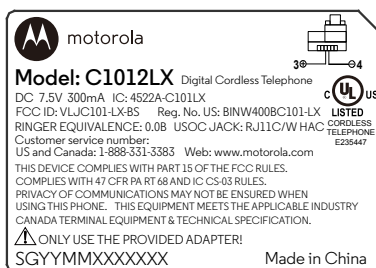 motorola
3 4
Model: C1012LX Digital Cordless Telephone
DC 7.5V 300mA IC: 4522A-C101LX
FCC ID: VLJC101-LX-BS Reg. No. US: BINW400BC101-LX
RINGER EQUIVALENCE: 0.0B USOC JACK: RJ11C/W HAC
C UL US
LISTED
CORDLESS
TELEPHONE
E235447
Customer service number:
US and Canada: 1-888-331-3383 Web: www.motorola.com
THIS DEVICE COMPLIES WITH PART 15 OF THE FCC RULES.
COMPLIES WITH 47 CFR PA RT 68 AND IC CS-03 RULES.
PRIVACY OF COMMUNICATIONS MAY NOT BE ENSURED WHEN
USING THIS PHONE. THIS EQUIPMENT MEETS THE APPLICABLE INDUSTRY
CANADA TERMINAL EQUIPMENT & TECHNICAL SPECIFICATION.
ONLY USE THE PROVIDED ADAPTER!
SGYYMMXXXXXXX Made in China